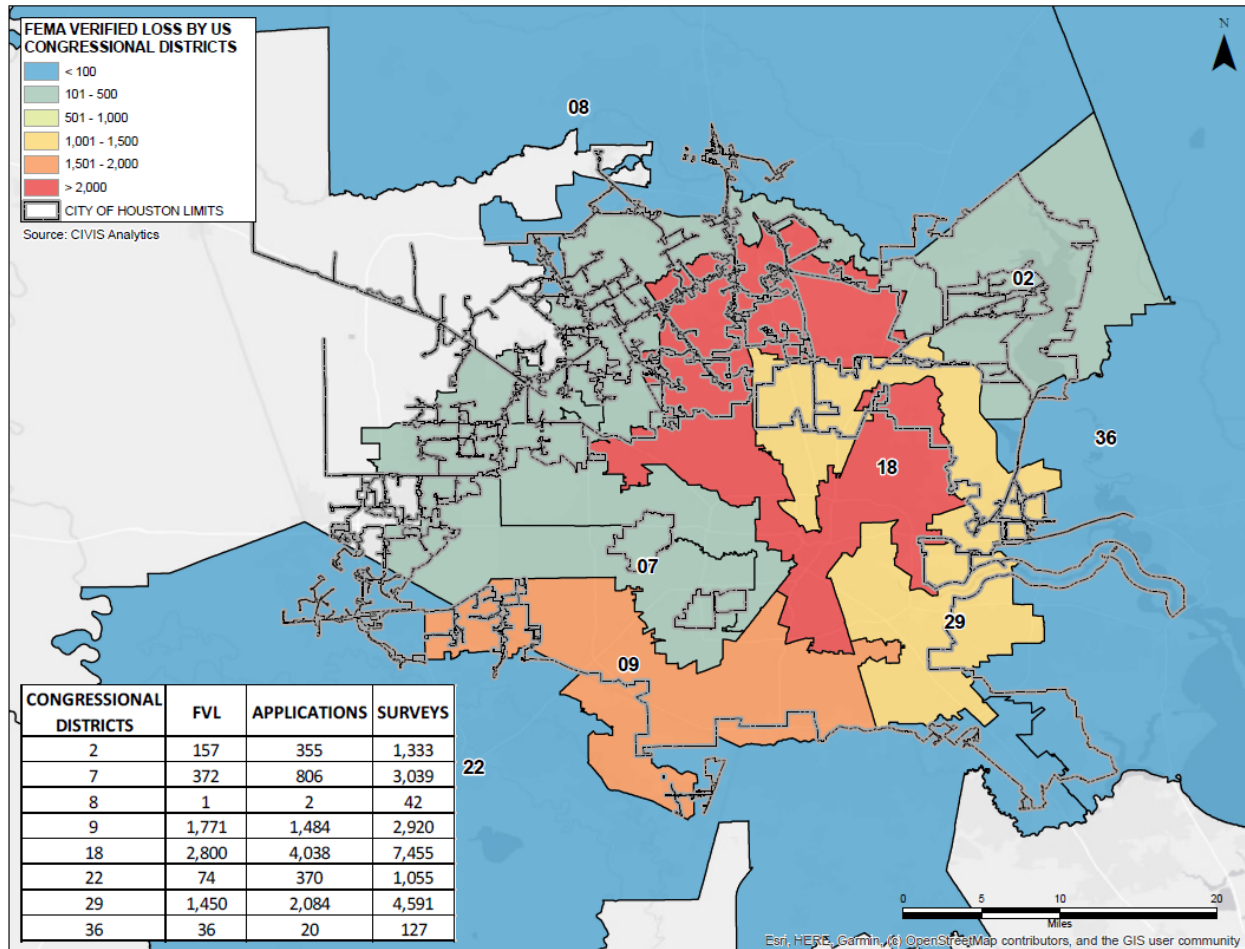 FEMA VERIFIED LOSS BY US
CONGRESSIONAL DISTRICTS
< 100
101 - 500
501 - 1,000
1,001 - 1,500
1,501 - 2,000
> 2,000
CITY OF HOUSTON LIMITS
Source: CIVIS Analytics
N
08
02
36
18
07
29
09
22
CONGRESSIONAL DISTRICTS FVL APPLICATIONS SURVEYS
2 157 355 1,333
7 372 806 3,039
8 1 2 42
9 1,771 1,484 2,920
18 2,800 4,038 7,455
22 74 370 1,055
29 1,450 2,084 4,591
36 36 20 127
0 5 10 20
Miles
Esri, HERE, Garmin, (c) OpenStreetMap contributors, and the GIS user community